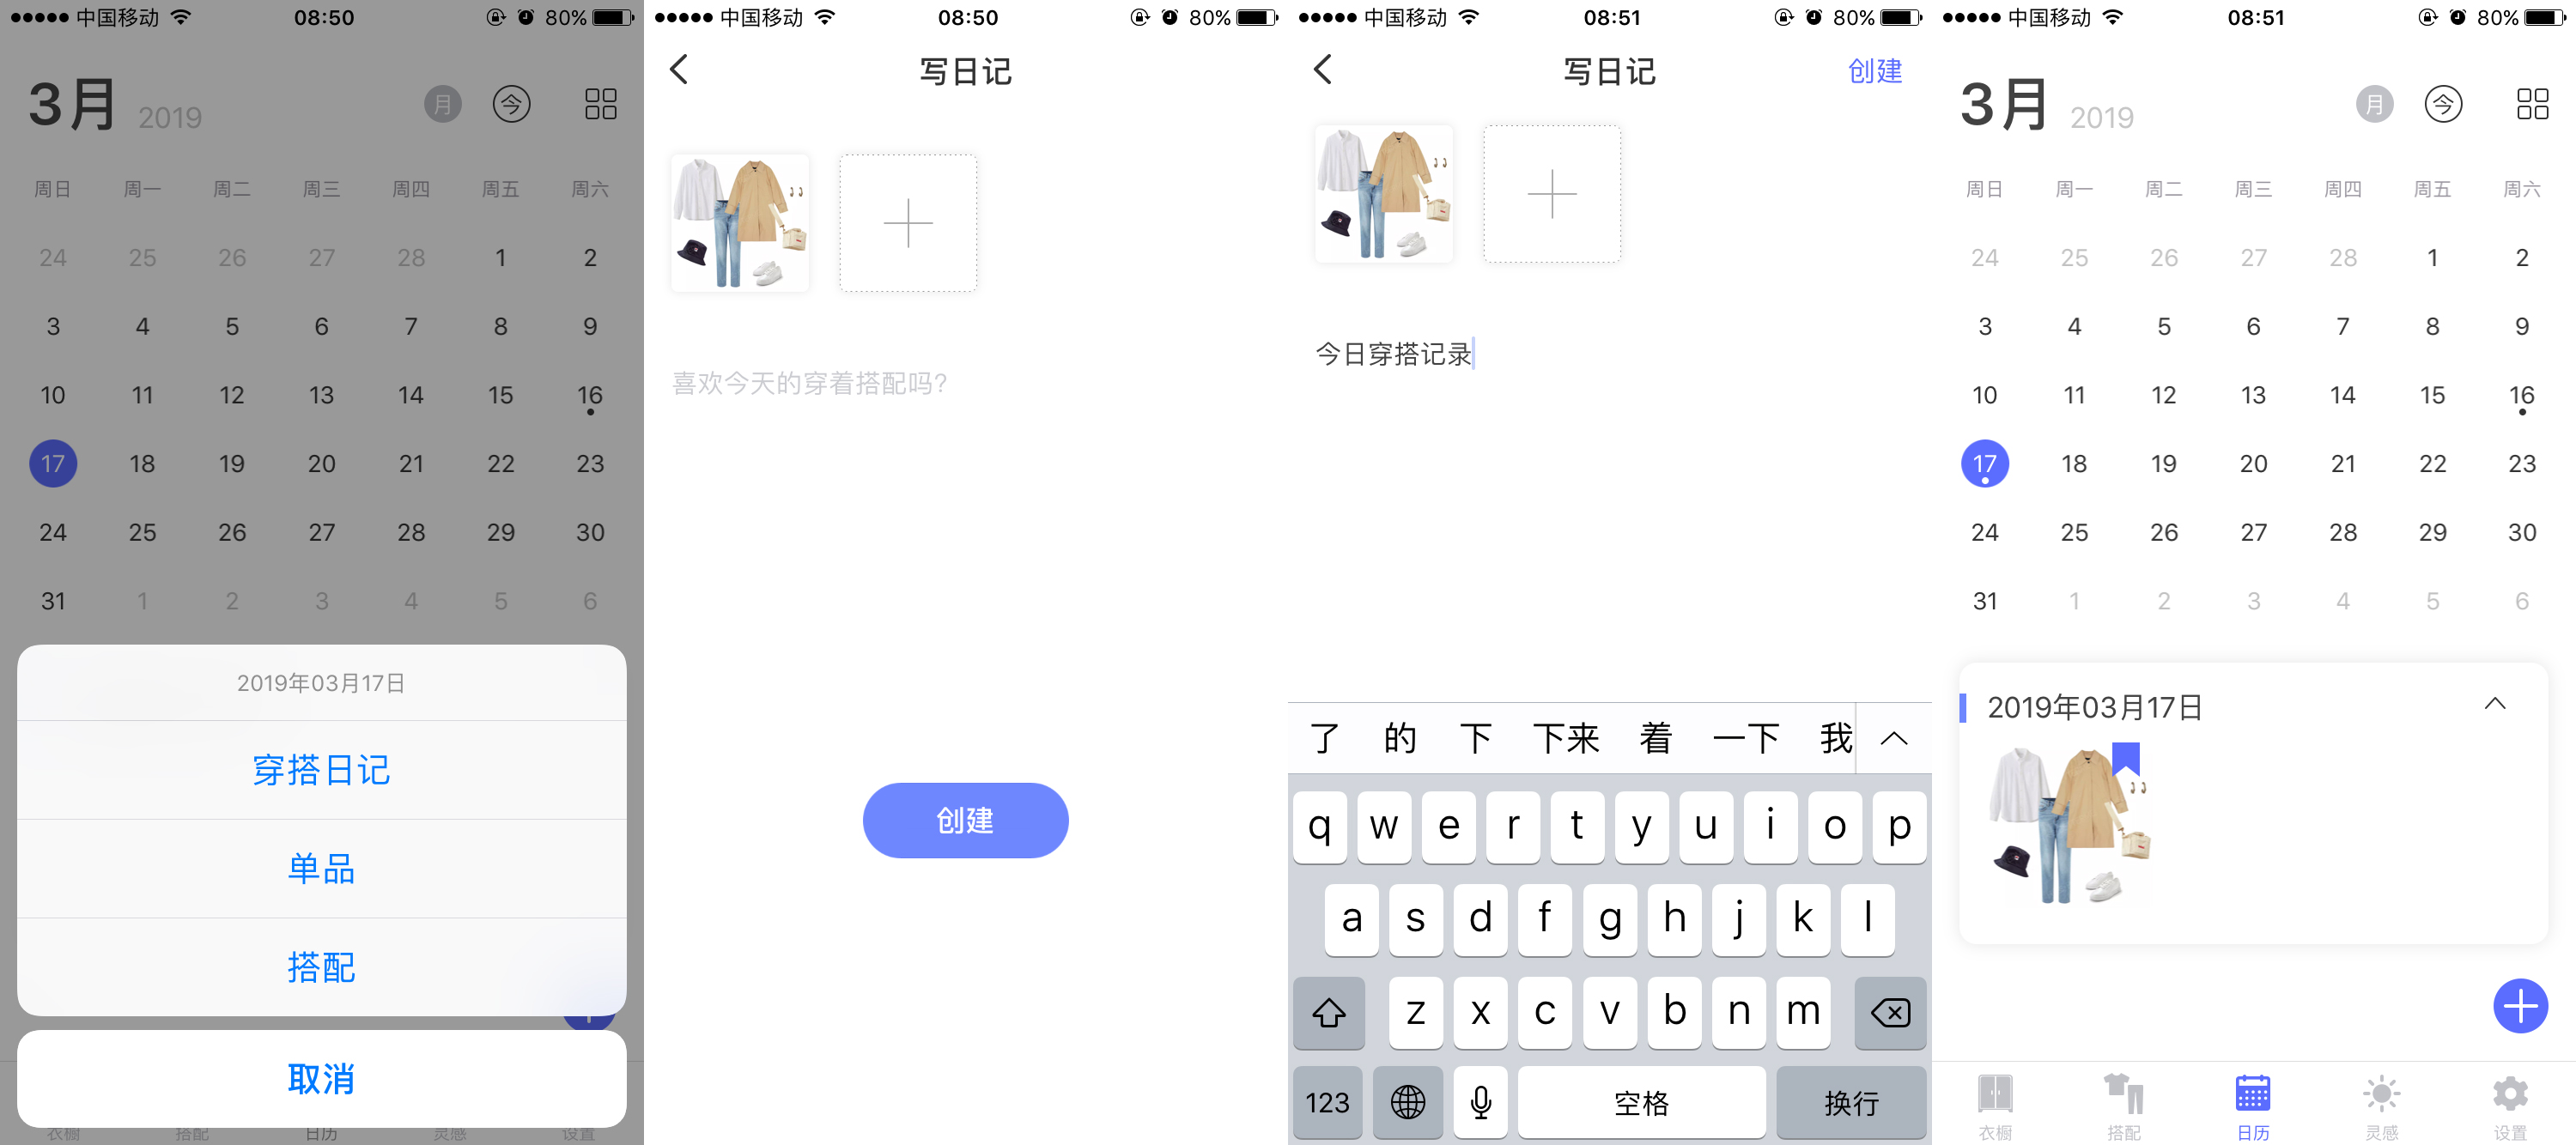 中国移动 08:50 80%
3月 2019 月 今
周日 周一 周二 周三 周四 周五 周六
24 25 26 27 28 1 2
3 4 5 6 7 8 9
10 11 12 13 14 15 16
17 18 19 20 21 22 23
24 25 26 27 28 29 30
31 1 2 3 4 5 6
2019年03月17日
穿搭日记
单品
搭配
取消
衣橱 搭配 日历 灵感 设置
中国移动 08:50 80%
写日记
喜欢今天的穿着搭配吗?
创建
中国移动 08:51 80%
写日记 创建
今日穿搭记录
了 的 下 下来 着 一下 我
q w e r t y u i o p
a s d f g h j k l
z x c v b n m
123 空格 换行
中国移动 08:51 80%
3月 2019 月 今
周日 周一 周二 周三 周四 周五 周六
24 25 26 27 28 1 2
3 4 5 6 7 8 9
10 11 12 13 14 15 16
17 18 19 20 21 22 23
24 25 26 27 28 29 30
31 1 2 3 4 5 6
2019年03月17日
衣橱 搭配 日历 灵感 设置